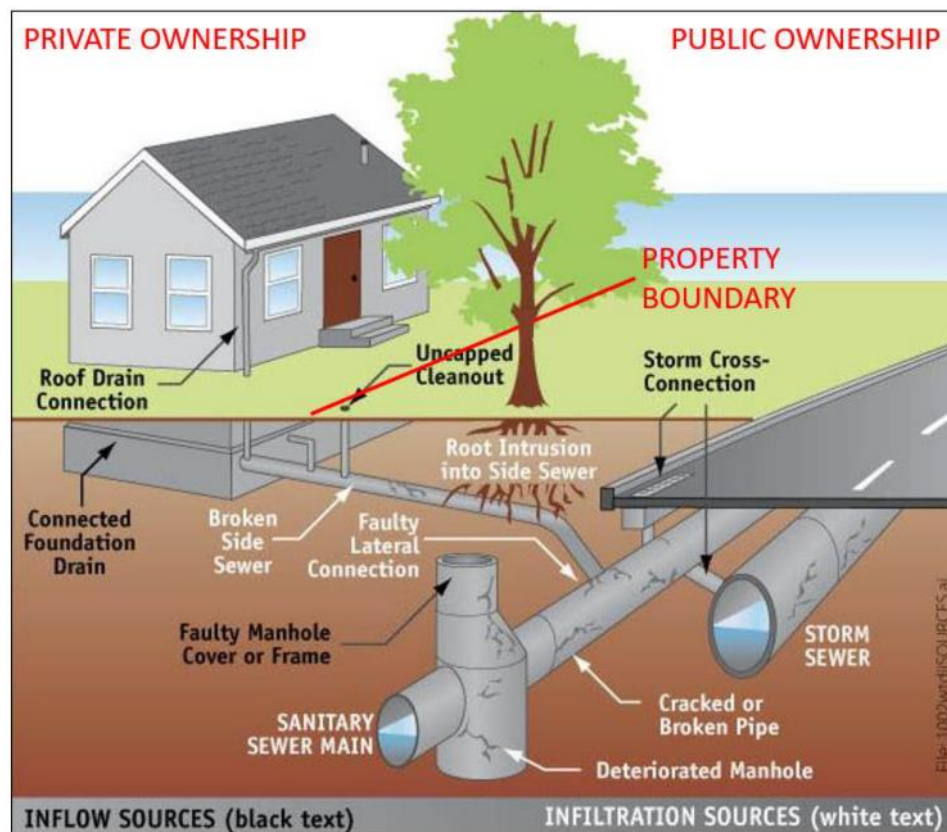 PRIVATE OWNERSHIP
PUBLIC OWNERSHIP
PROPERTY
BOUNDARY
Roof Drain
Connection
Uncapped
Cleanout
Storm Cross-
Connection
Root Intrusion
into Side Sewer
Connected
Foundation
Drain
Broken
Side
Sewer
Faulty
Lateral
Connection
Faulty Manhole
Cover or Frame
STORM
SEWER
SANITARY
SEWER MAIN
Cracked or
Broken Pipe
Deteriorated Manhole
INFLOW SOURCES (black text)
INFILTRATION SOURCES (white text)